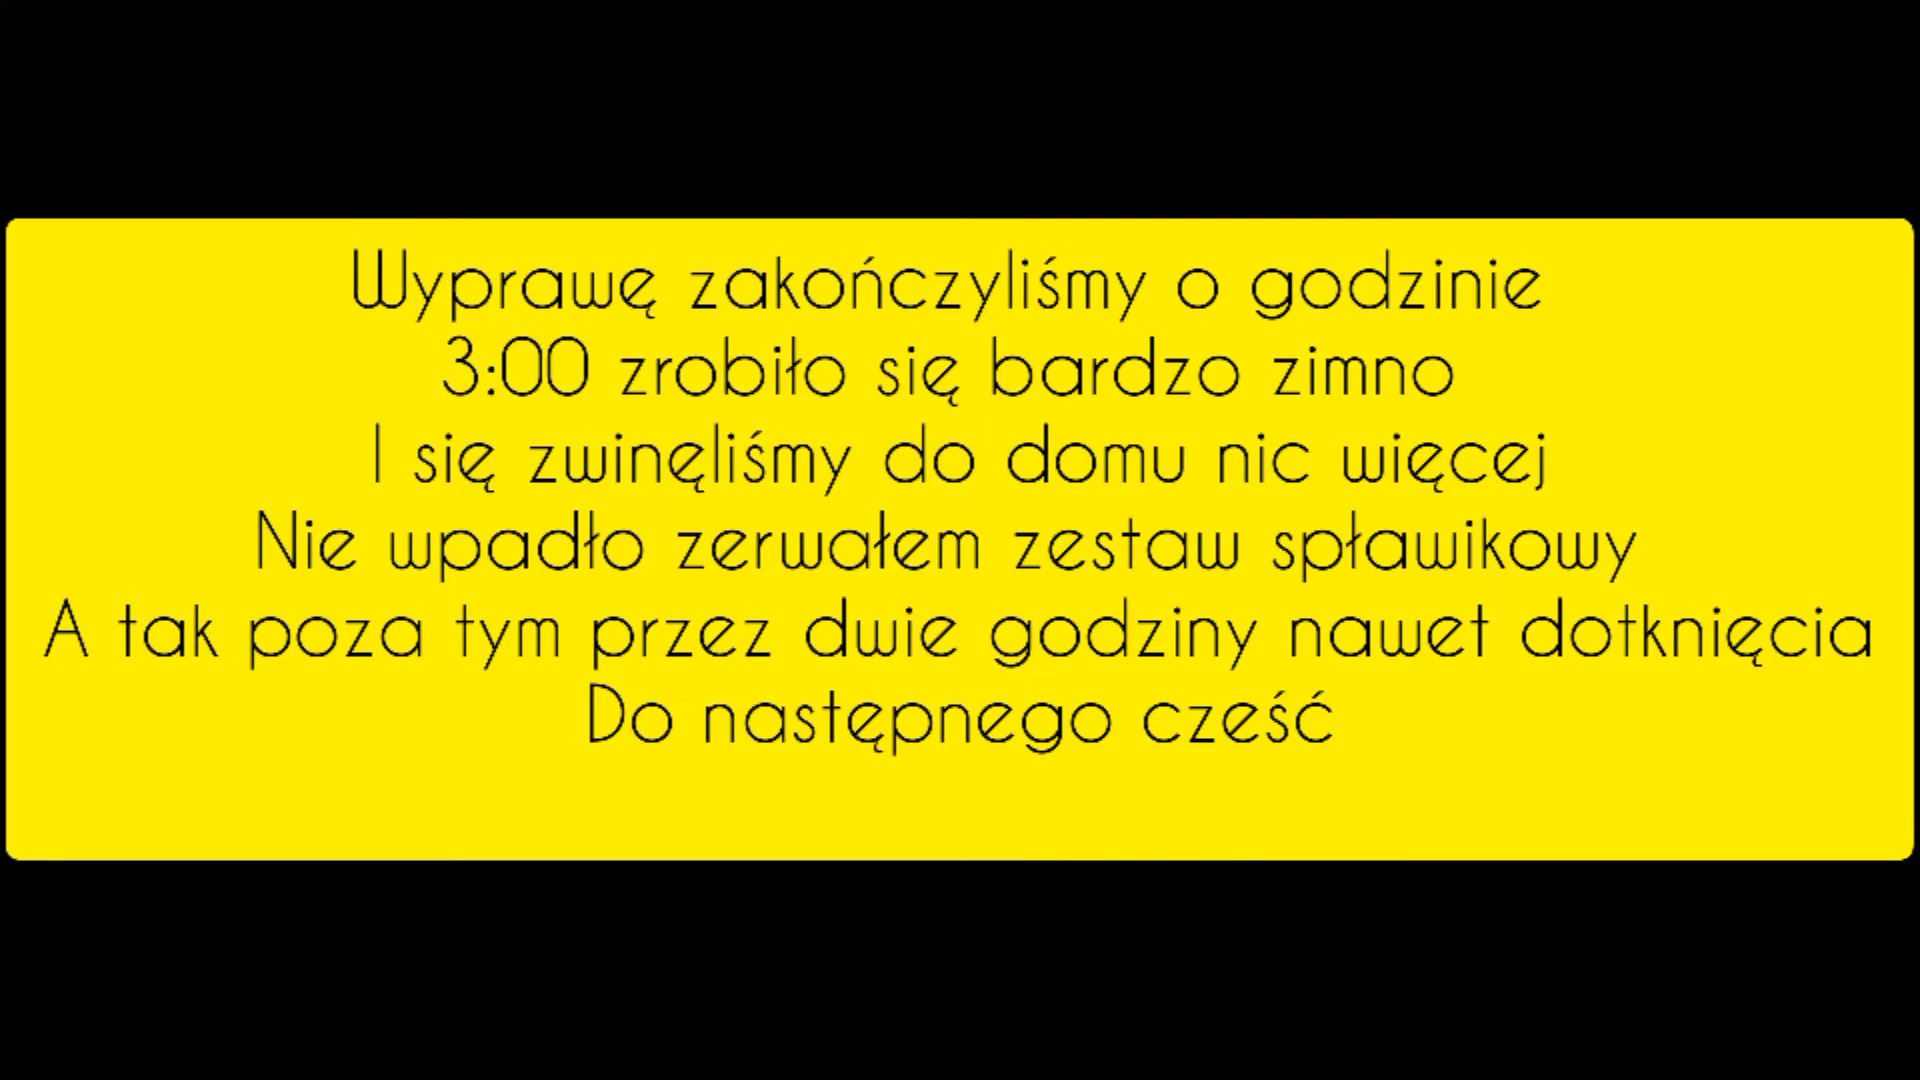 Wyprawę zakończyliśmy o godzinie
3:00 zrobiło się bardzo zimno
I się zwinęliśmy do domu nic więcej
Nie wpadło zerwałem zestaw spławikowy
A tak poza tym przez dwie godziny nawet dotknięcia
Do następnego cześć